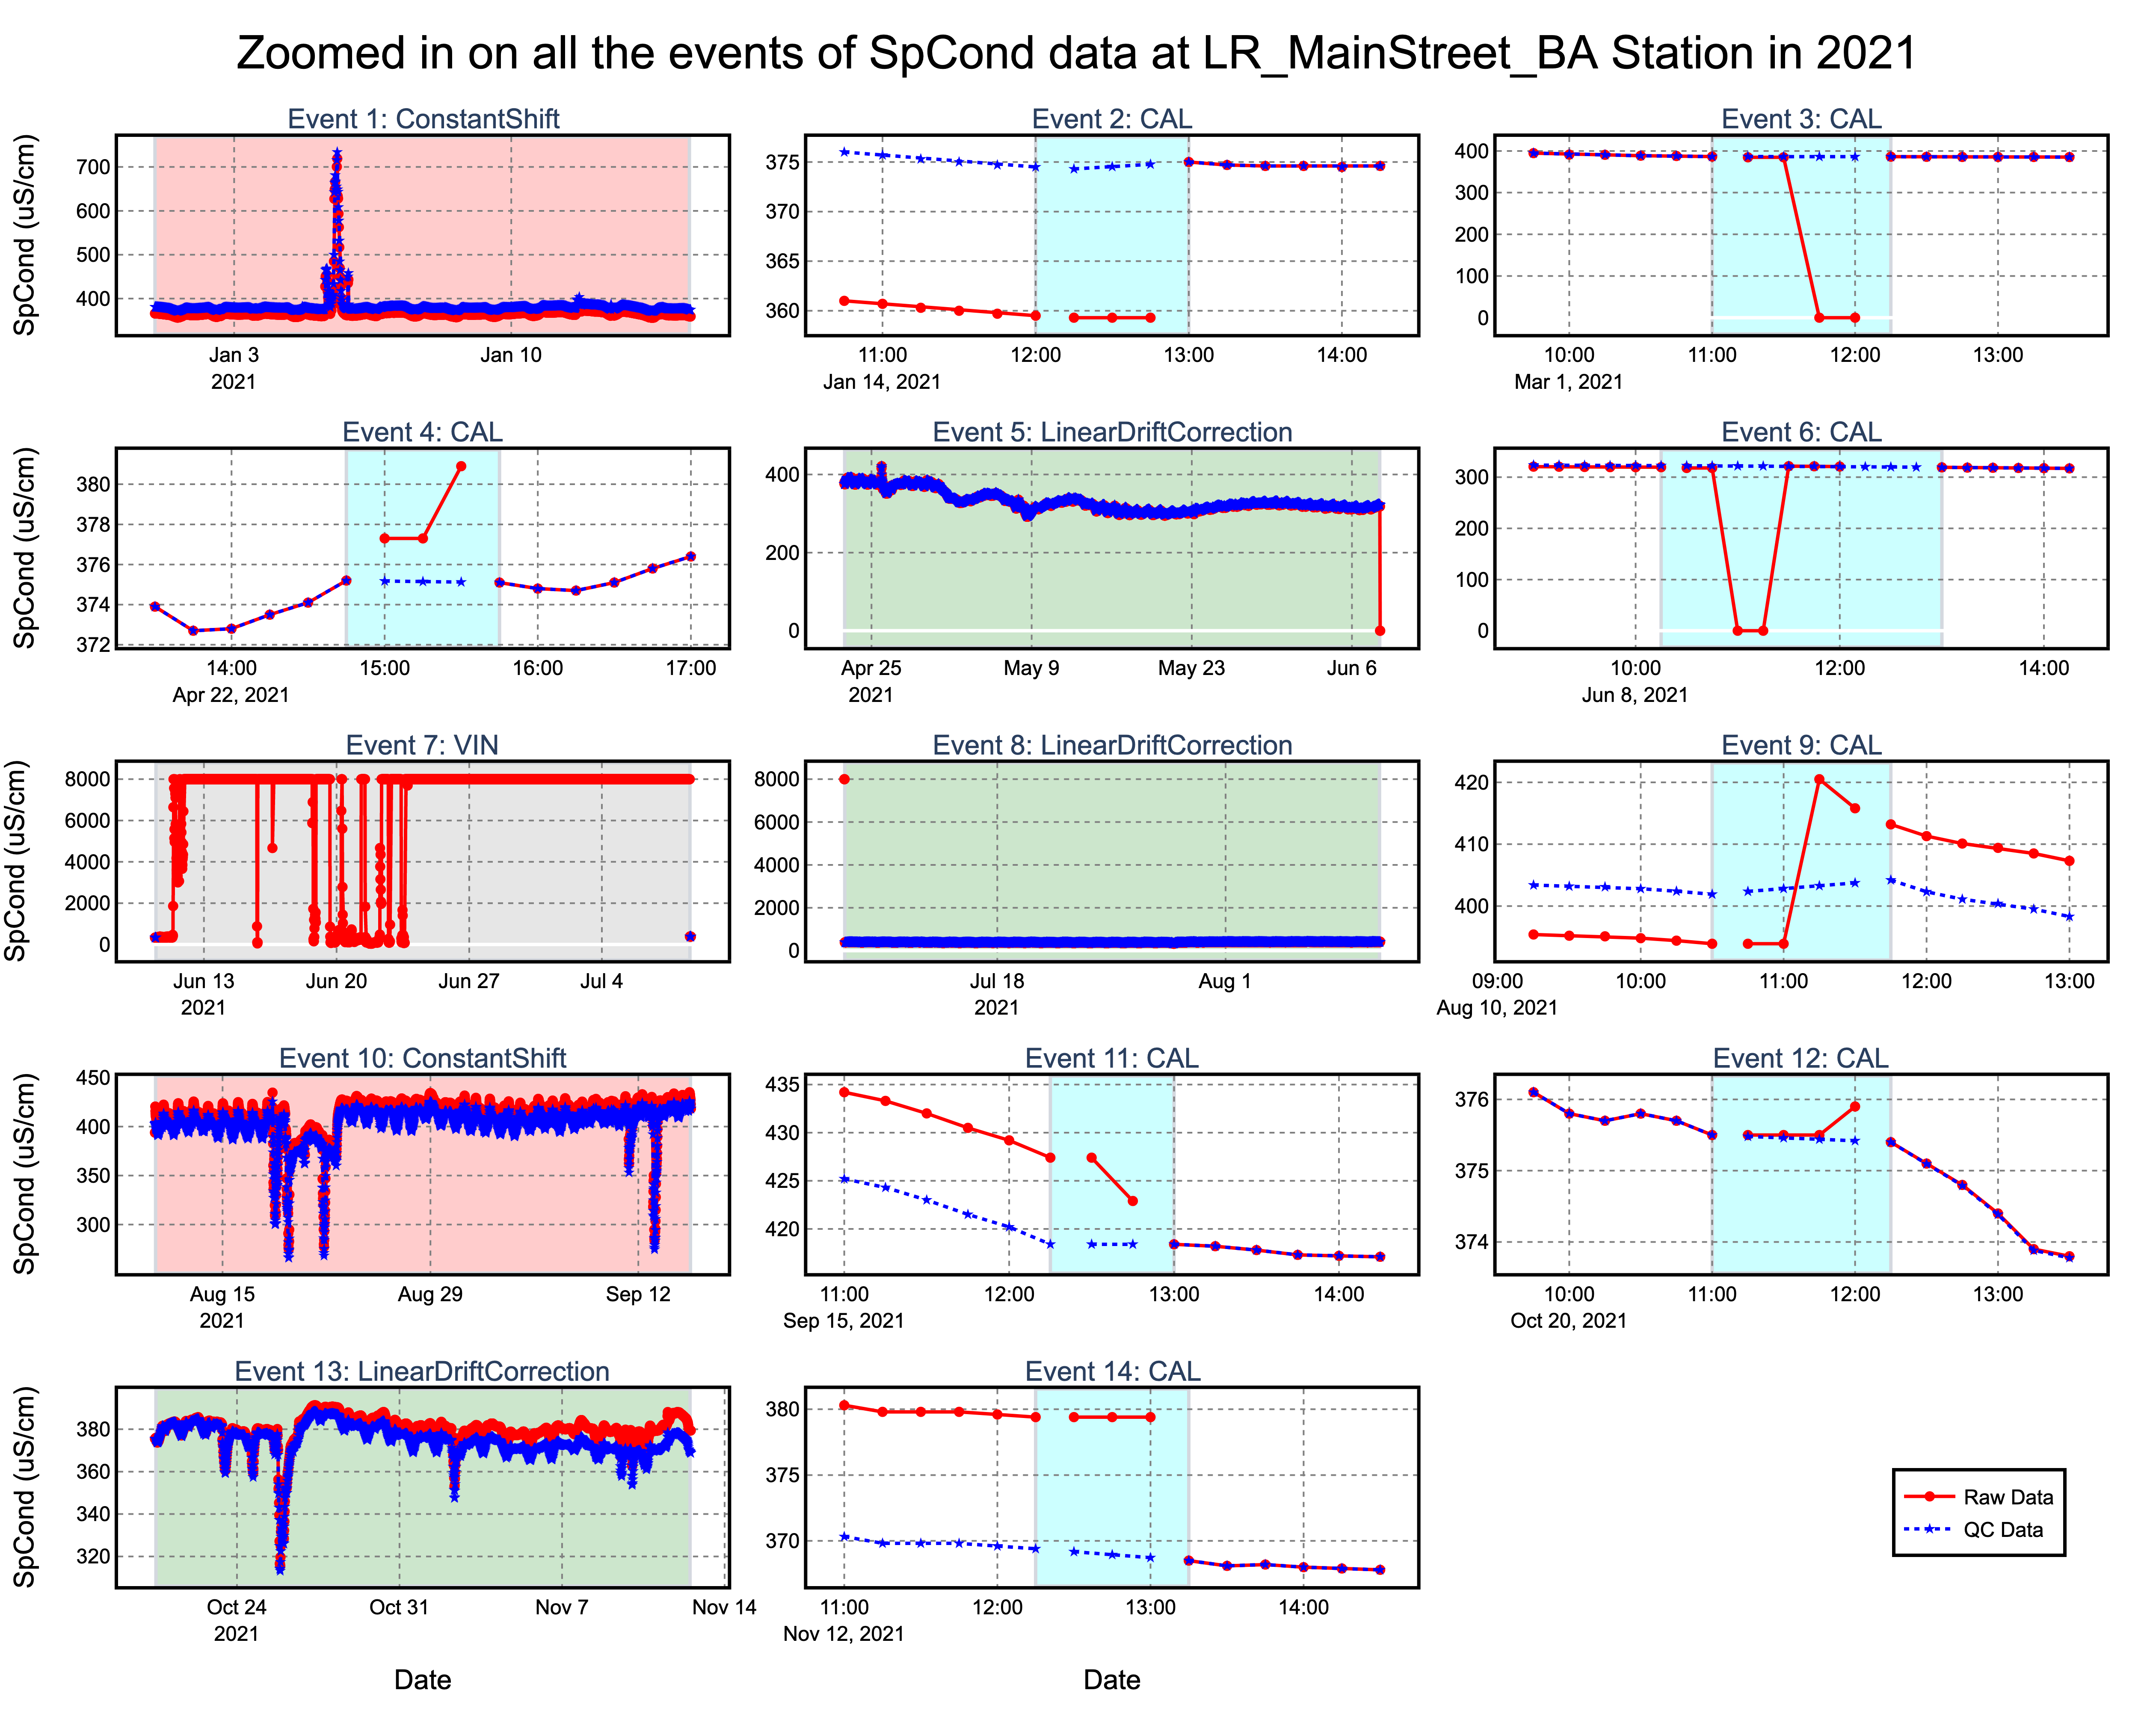 Zoomed in on all the events of SpCond data at LR_MainStreet_BA Station in 2021
Event 1: ConstantShift
SpCond (uS/cm)
700
600
500
400
Jan 3
2021
Jan 10
Event 2: CAL
375
370
365
360
11:00
Jan 14, 2021
12:00
13:00
14:00
Event 3: CAL
400
300
200
100
0
10:00
Mar 1, 2021
11:00
12:00
13:00
Event 4: CAL
SpCond (uS/cm)
380
378
376
374
372
14:00
Apr 22, 2021
15:00
16:00
17:00
Event 5: LinearDriftCorrection
400
200
0
Apr 25
2021
May 9
May 23
Jun 6
Event 6: CAL
300
200
100
0
10:00
Jun 8, 2021
12:00
14:00
Event 7: VIN
SpCond (uS/cm)
8000
6000
4000
2000
0
Jun 13
2021
Jun 20
Jun 27
Jul 4
Event 8: LinearDriftCorrection
8000
6000
4000
2000
0
Jul 18
2021
Aug 1
Event 9: CAL
420
410
400
09:00
Aug 10, 2021
10:00
11:00
12:00
13:00
Event 10: ConstantShift
SpCond (uS/cm)
450
400
350
300
Aug 15
2021
Aug 29
Sep 12
Event 11: CAL
435
430
425
420
11:00
Sep 15, 2021
12:00
13:00
14:00
Event 12: CAL
376
375
374
10:00
Oct 20, 2021
11:00
12:00
13:00
Event 13: LinearDriftCorrection
SpCond (uS/cm)
380
360
340
320
Oct 24
2021
Oct 31
Nov 7
Nov 14
Date
Event 14: CAL
380
375
370
11:00
Nov 12, 2021
12:00
13:00
14:00
Date
Raw Data
QC Data